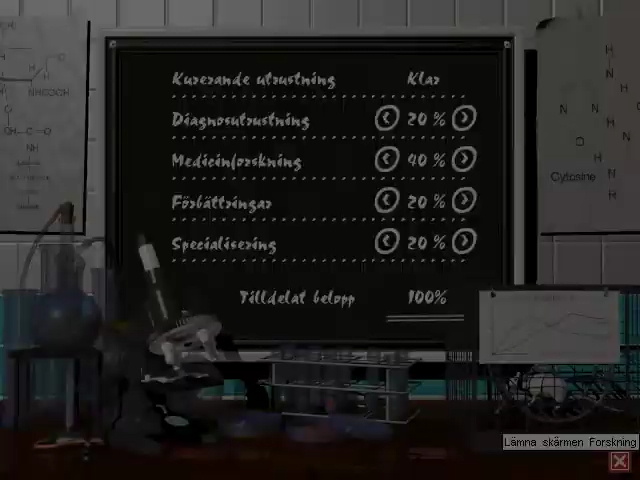 Kurerande utrustning Klar
Diagnosutrustning 20 %
Medicinforskning 40 %
Förbättringar 20 %
Specialisering 20 %
Tilldelat belopp 100%
Cytosine
Lämna skärmen Forskning